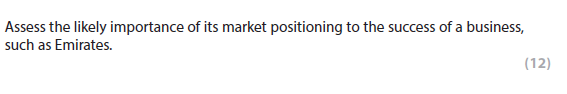 Assess the likely importance of its market positioning to the success of a business,
such as Emirates.
(12)